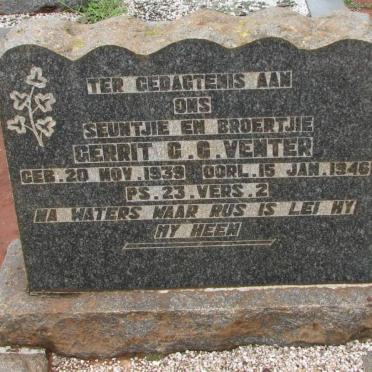 TER GEDAGTENIS AAN
ONS
SEUNTJIE EN BROERTJIE
GERRIT G. G. VENTER
GEB. 20 NOV. 1939 OORL. 15 JAN. 1946
PS. 23. VERS. 2
NA WATERS WAAR RUS IS LEI HY
MY HEEN